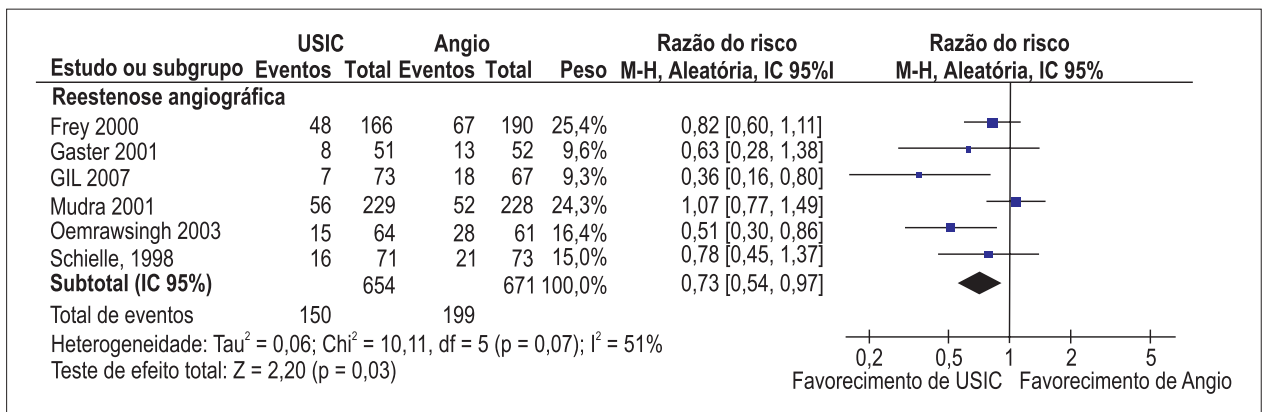 USIC Angio Razão do risco Razão do risco
Estudo ou subgrupo Eventos Total Eventos Total Peso M-H, Aleatória, IC 95%I M-H, Aleatória, IC 95%
Reestenose angiográfica
Frey 2000 48 166 67 190 25,4% 0,82 [0,60, 1,11]
Gaster 2001 8 51 13 52 9,6% 0,63 [0,28, 1,38]
GIL 2007 7 73 18 67 9,3% 0,36 [0,16, 0,80]
Mudra 2001 56 229 52 228 24,3% 1,07 [0,77, 1,49]
Oemrawsingh 2003 15 64 28 61 16,4% 0,51 [0,30, 0,86]
Schielle, 1998 16 71 21 73 15,0% 0,78 [0,45, 1,37]
Subtotal (IC 95%) 654 671 100,0% 0,73 [0,54, 0,97]
Total de eventos 150 199
Heterogeneidade: Tau² = 0,06; Chi² = 10,11, df = 5 (p = 0,07); I² = 51%
Teste de efeito total: Z = 2,20 (p = 0,03)
0,2 0,5 1 2 5
Favorecimento de USIC Favorecimento de Angio